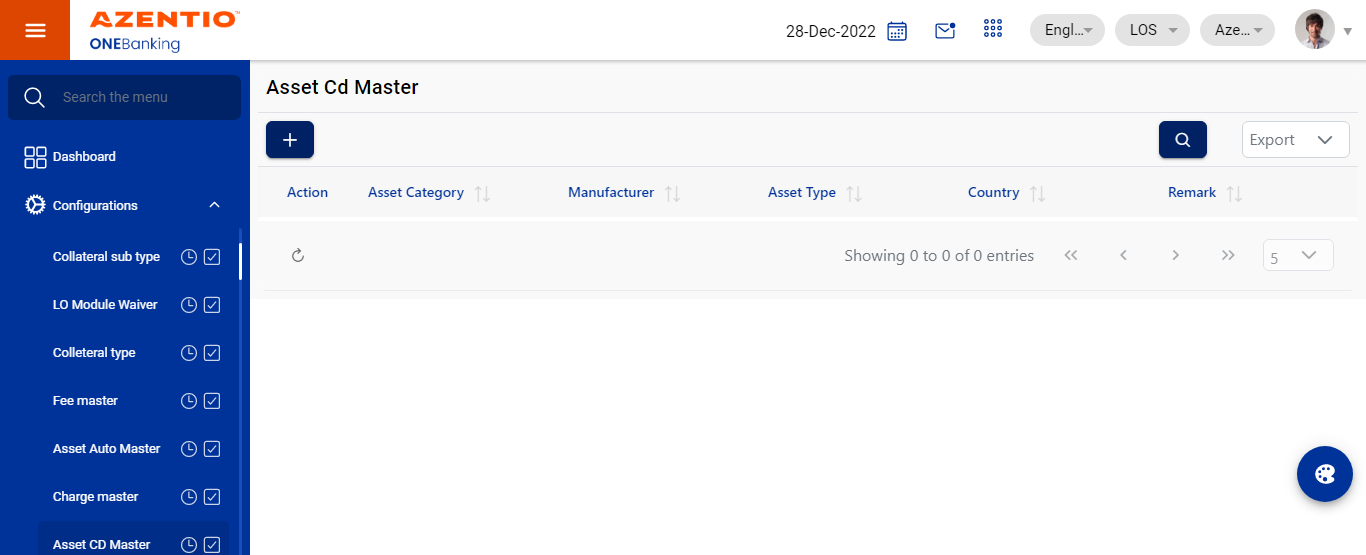 AZENTIO™
ONEBanking
28-Dec-2022
Engl...
LOS
Aze...
Search the menu
Dashboard
Configurations
Collateral sub type
LO Module Waiver
Colleteral type
Fee master
Asset Auto Master
Charge master
Asset CD Master
Asset Cd Master
Export
Action Asset Category Manufacturer Asset Type Country Remark
Showing 0 to 0 of 0 entries
5